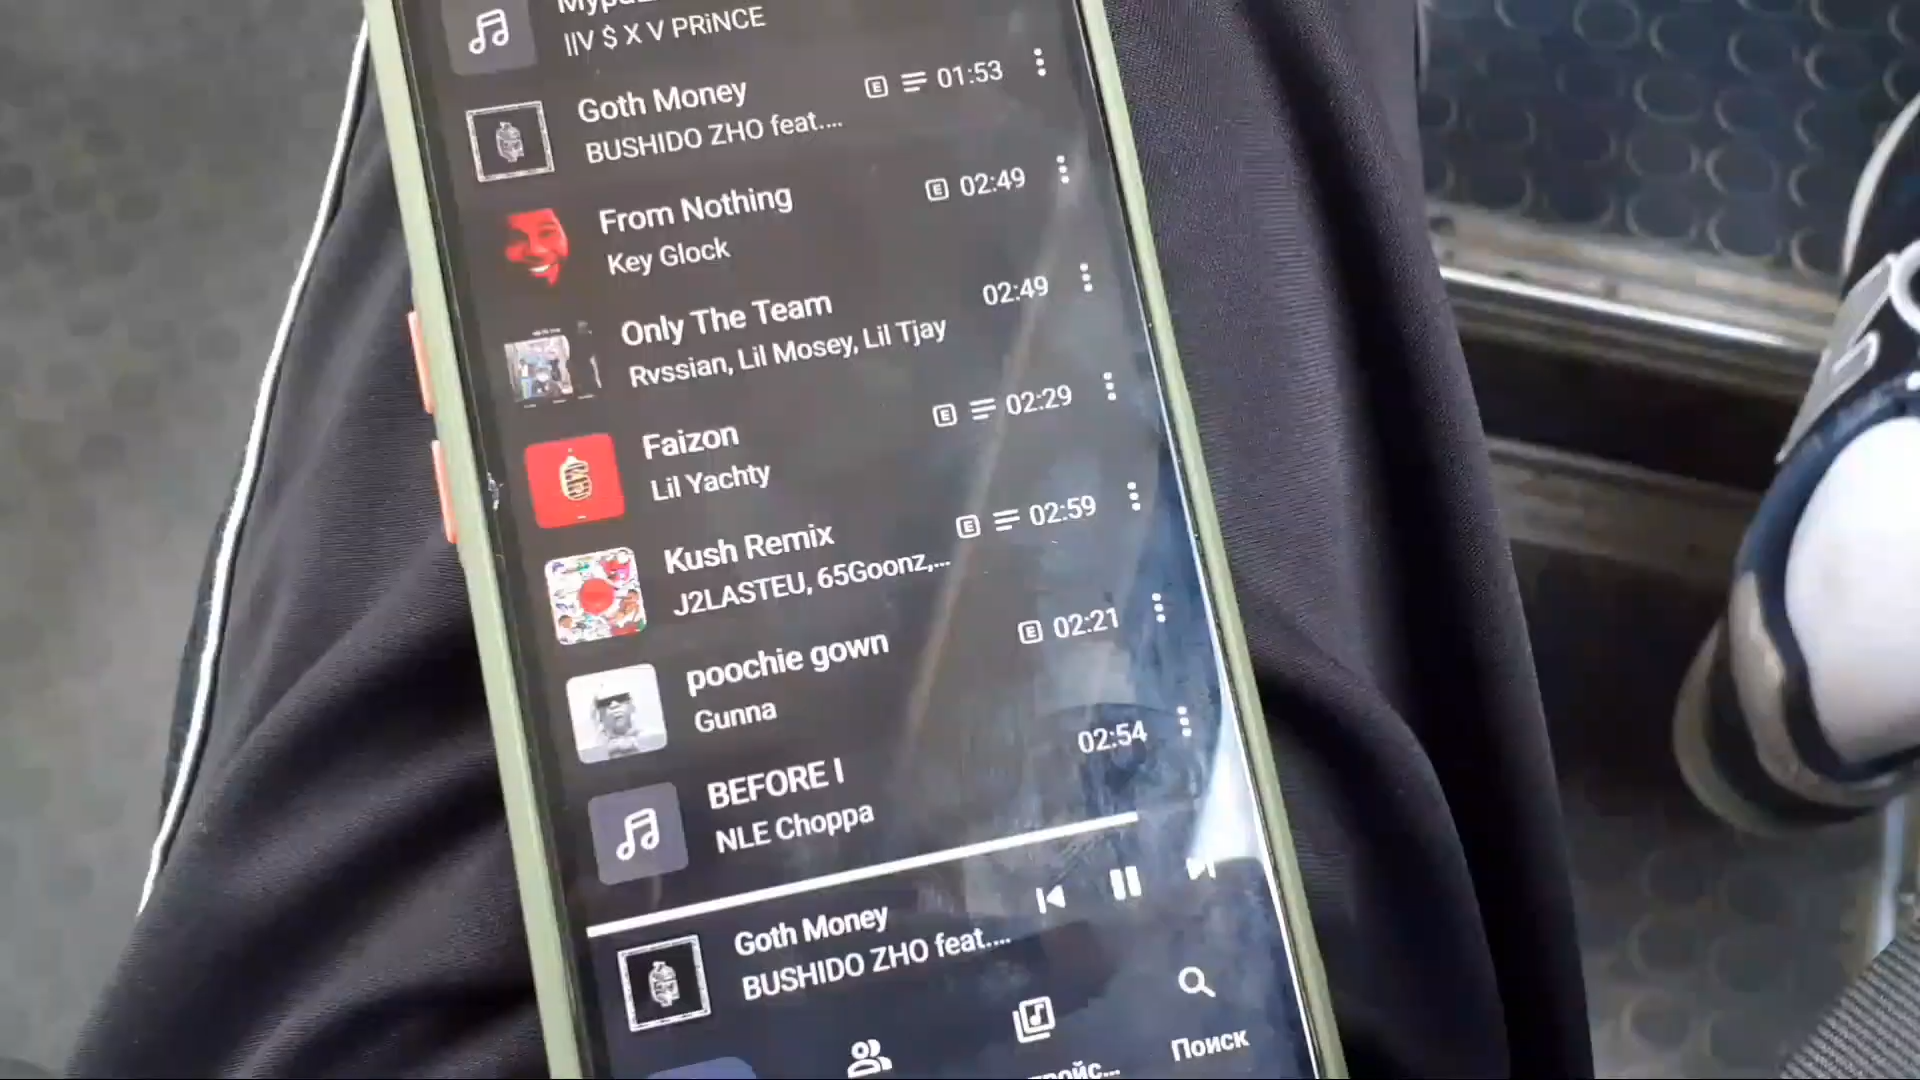 IIV $ X V PRiNCE
Goth Money
E 01:53
BUSHIDO ZHO feat....
From Nothing
E 02:49
Key Glock
Only The Team
02:49
Rvssian, Lil Mosey, Lil Tjay
Faizon
E 02:29
Lil Yachty
Kush Remix
E 02:59
J2LASTEU, 65Goonz,...
poochie gown
E 02:21
Gunna
BEFORE I
02:54
NLE Choppa
Goth Money
BUSHIDO ZHO feat....
Поиск